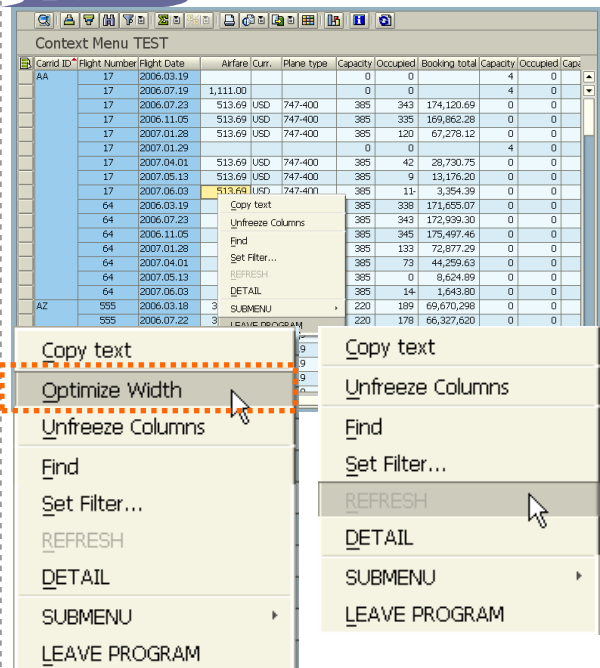 Context Menu TEST
Carrid ID Flight Number Flight Date Airfare Curr. Plane type Capacity Occupied Booking total Capacity Occupied Capa
AA 17 2006.03.19 0 0 4 0
17 2006.07.19 1,111.00 0 0 4 0
17 2006.07.23 513.69 USD 747-400 385 343 174,120.69 0 0
17 2006.11.05 513.69 USD 747-400 385 335 169,862.28 0 0
17 2007.01.28 513.69 USD 747-400 385 120 67,278.12 0 0
17 2007.01.29 0 0 4 0
17 2007.04.01 513.69 USD 747-400 385 42 28,730.75 0 0
17 2007.05.13 513.69 USD 747-400 385 9 13,176.20 0 0
17 2007.06.03 513.69 USD 747-400 385 11- 3,354.39 0 0
64 2006.03.19 Copy text 385 338 171,655.07 0 0
64 2006.07.23 Unfreeze Columns 385 343 172,939.30 0 0
64 2006.11.05 Find 385 345 175,497.46 0 0
64 2007.01.28 385 133 72,877.29 0 0
64 2007.04.01 Set Filter... 385 73 44,259.63 0 0
64 2007.05.13 REFRESH 385 0 8,624.89 0 0
64 2007.06.03 DETAIL 385 14- 1,643.80 0 0
AZ 555 2006.03.18 3 SUBMENU 220 189 69,670,298 0 0
555 2006.07.22 3 LEAVE PROGRAM 220 178 66,327,620 0 0
Copy text
Optimize Width
Unfreeze Columns
Find
Set Filter...
REFRESH
DETAIL
SUBMENU
LEAVE PROGRAM
Copy text
Unfreeze Columns
Find
Set Filter...
REFRESH
DETAIL
SUBMENU
LEAVE PROGRAM